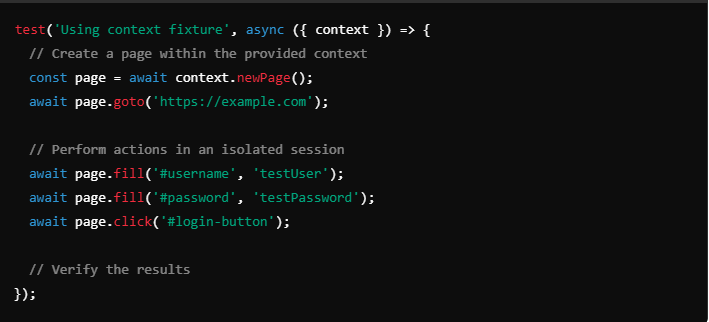 test('Using context fixture', async ({ context }) => {
// Create a page within the provided context
const page = await context.newPage();
await page.goto('https://example.com');
// Perform actions in an isolated session
await page.fill('#username', 'testUser');
await page.fill('#password', 'testPassword');
await page.click('#login-button');
// Verify the results
});